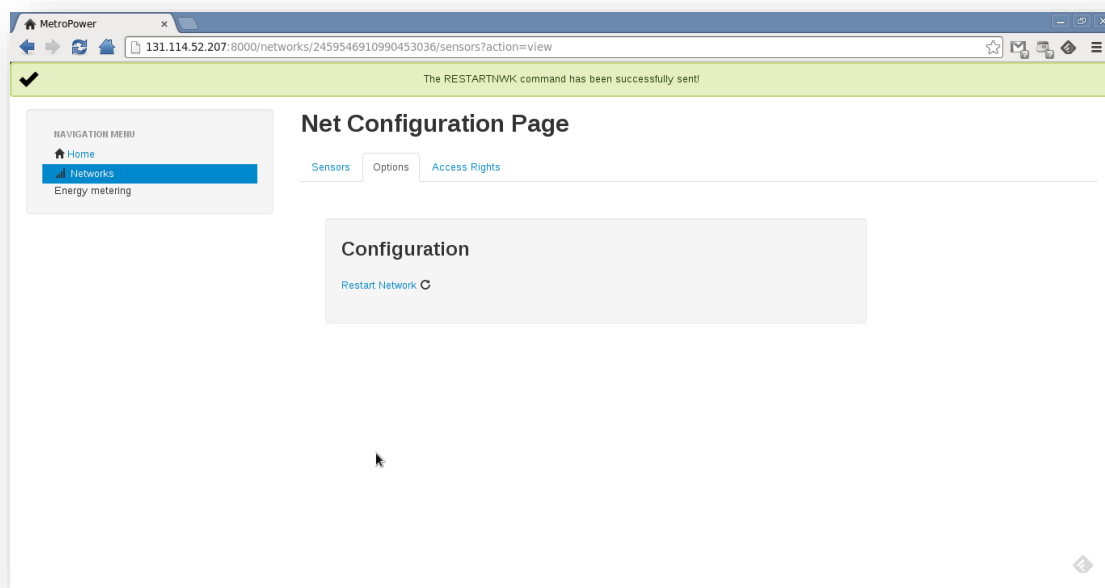 MetroPower
131.114.52.207:8000/networks/2459546910990453036/sensors?action=view
The RESTARTNWK command has been successfully sent!
NAVIGATION MENU
Home
Networks
Energy metering
Net Configuration Page
Sensors Options Access Rights
Configuration
Restart Network